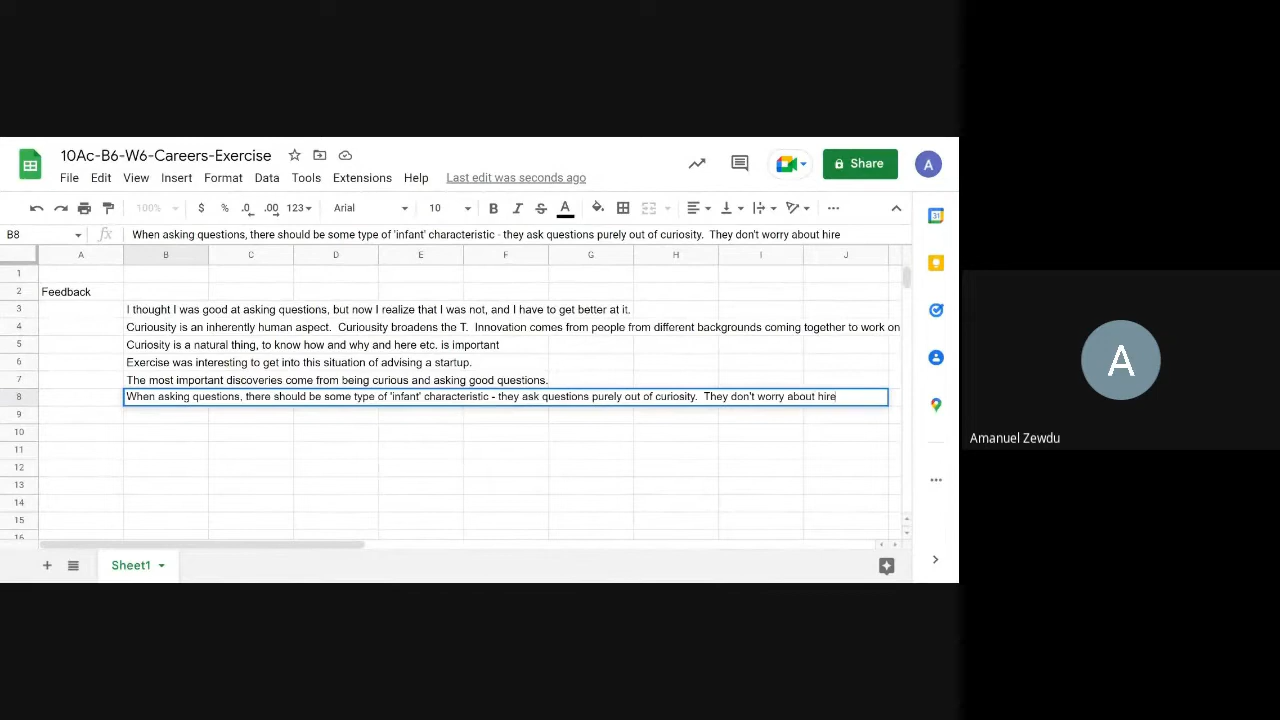 10Ac-B6-W6-Careers-Exercise
Share
A
File Edit View Insert Format Data Tools Extensions Help Last edit was seconds ago
100% $ % .0 .00 123 Arial 10 B I S A
B8 fx When asking questions, there should be some type of 'infant' characteristic - they ask questions purely out of curiosity. They don't worry about hire
A B C D E F G H I J
1
2 Feedback
3 I thought I was good at asking questions, but now I realize that I was not, and I have to get better at it.
4 Curiousity is an inherently human aspect. Curiousity broadens the T. Innovation comes from people from different backgrounds coming together to work on
5 Curiosity is a natural thing, to know how and why and here etc. is important
6 Exercise was interesting to get into this situation of advising a startup.
7 The most important discoveries come from being curious and asking good questions.
8 When asking questions, there should be some type of 'infant' characteristic - they ask questions purely out of curiosity. They don't worry about hire
9
10
11
12
13
14
15
16
Sheet1
31
A
Amanuel Zewdu